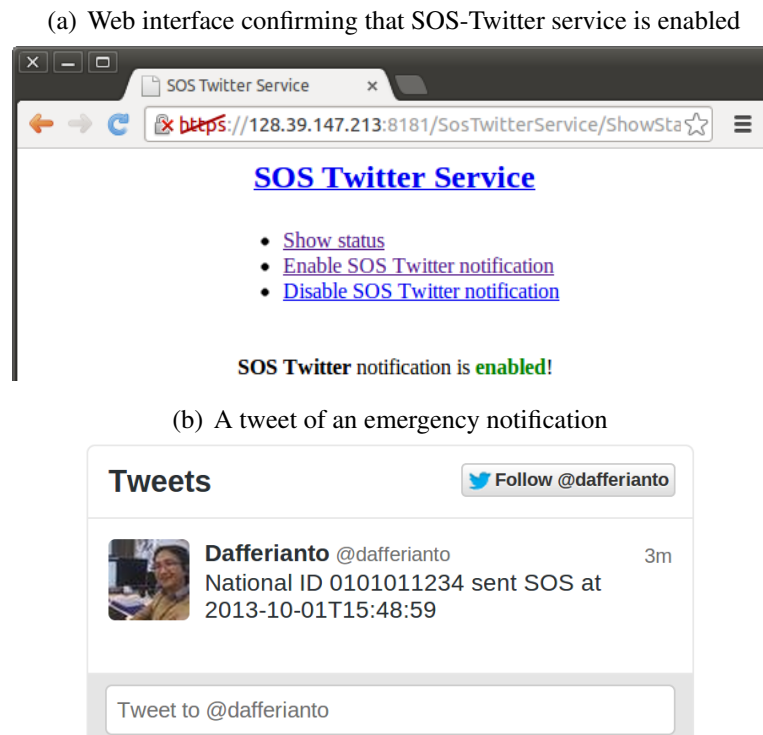 (a) Web interface confirming that SOS-Twitter service is enabled
SOS Twitter Service
https://128.39.147.213:8181/SosTwitterService/ShowSta
SOS Twitter Service
Show status
Enable SOS Twitter notification
Disable SOS Twitter notification
SOS Twitter notification is enabled!
(b) A tweet of an emergency notification
Tweets
Follow @dafferianto
Dafferianto @dafferianto 3m
National ID 0101011234 sent SOS at
2013-10-01T15:48:59
Tweet to @dafferianto